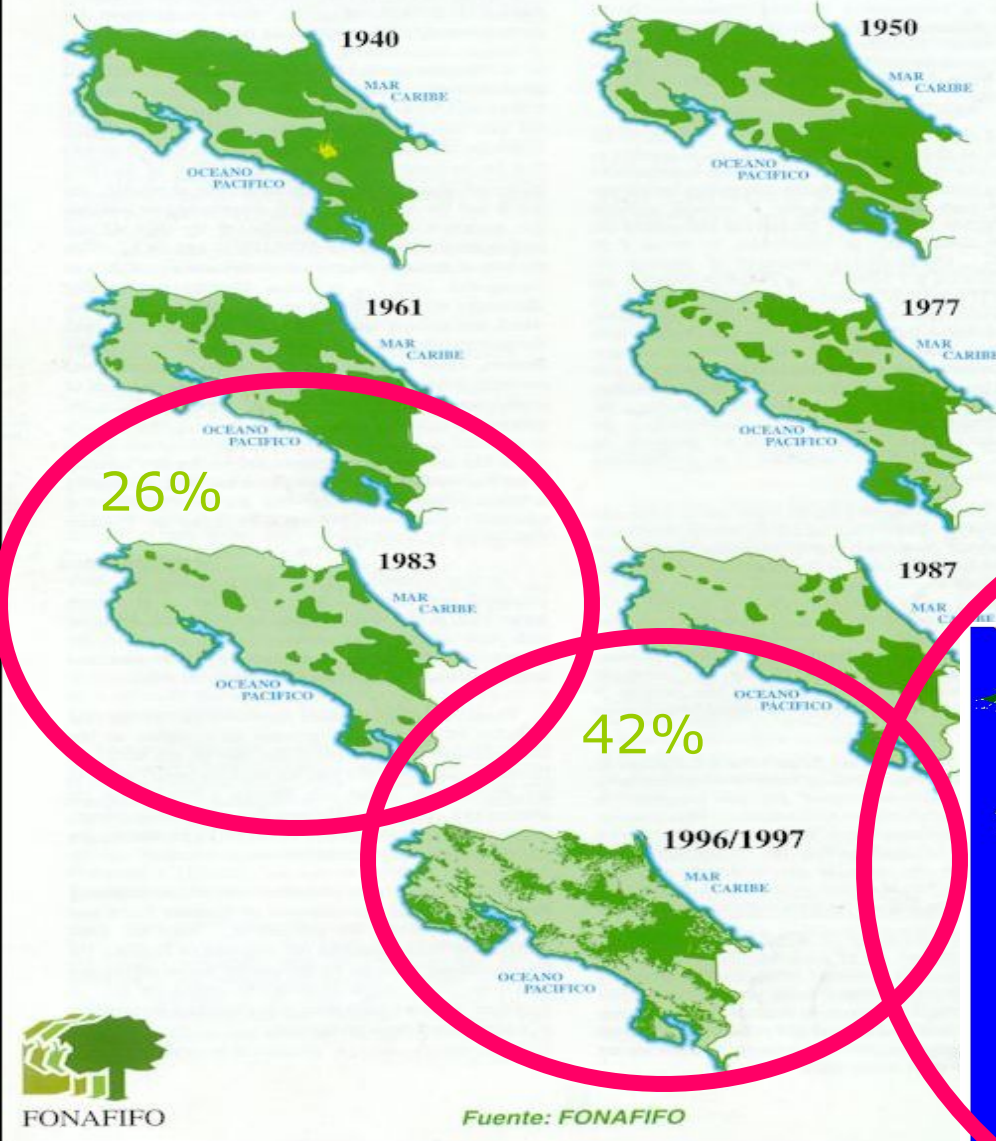 1940
MAR
CARIBE
OCEANO
PACIFICO
1950
MAR
CARIBE
OCEANO
PACIFICO
1961
MAR
CARIBE
OCEANO
PACIFICO
1977
MAR
CARIBE
OCEANO
PACIFICO
26%
1983
MAR
CARIBE
OCEANO
PACIFICO
1987
MAR
CARIBE
OCEANO
PACIFICO
42%
1996/1997
MAR
CARIBE
OCEANO
PACIFICO
FONAFIFO
Fuente: FONAFIFO